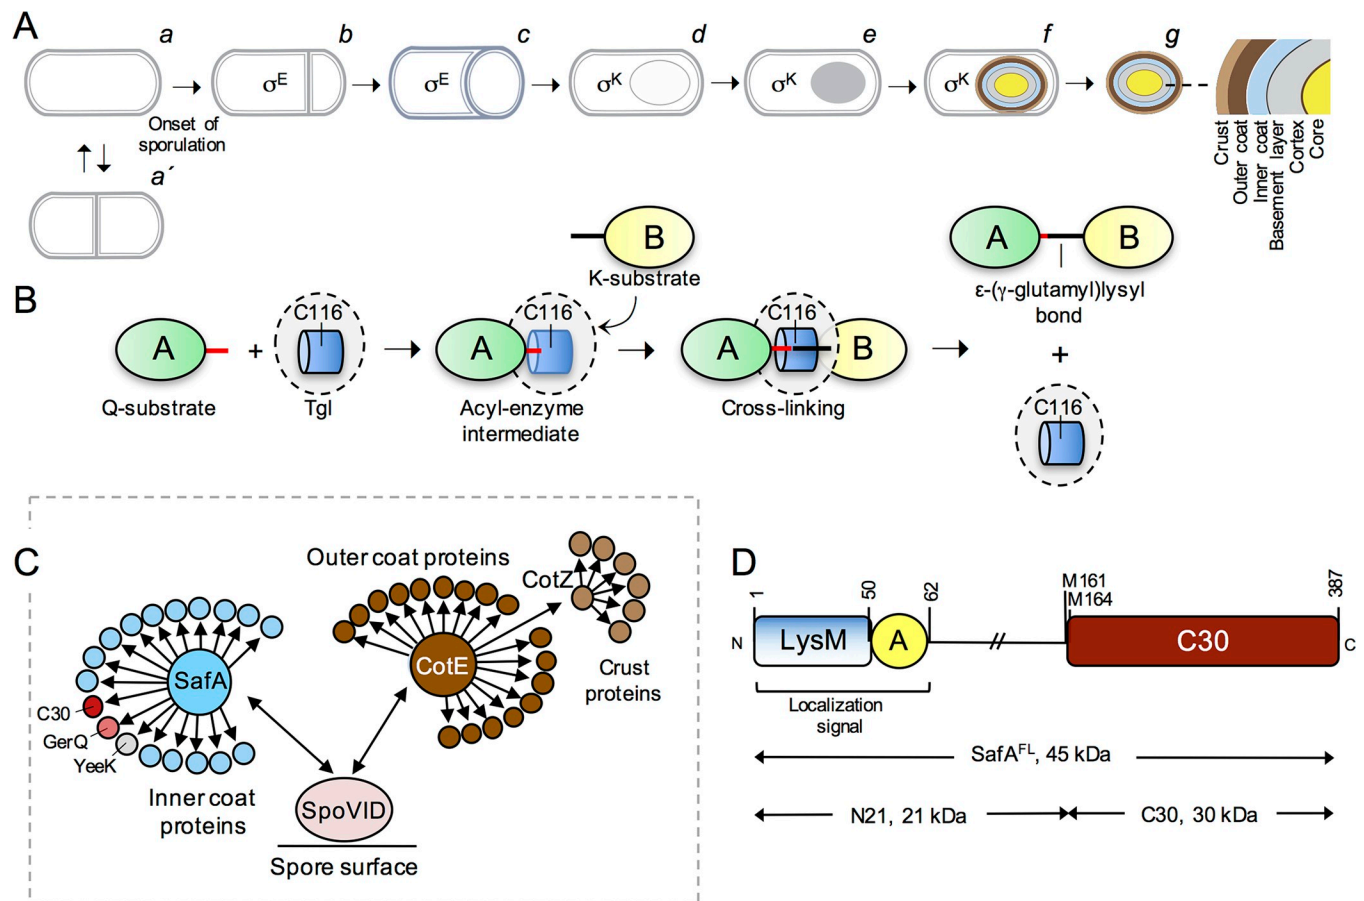 A
a
b
c
d
e
f
g
σE
σE
σK
σK
σK
Onset of
sporulation
a´
Crust
Outer coat
Inner coat
Basement layer
Cortex
Core
B
A
Q-substrate
+
C116
Tgl
A
C116
Acyl-enzyme
intermediate
B
K-substrate
A
C116
B
Cross-linking
A
B
ε-(γ-glutamyl)lysyl
bond
+
C116
C
Outer coat proteins
CotZ
Crust
proteins
CotE
SafA
C30
GerQ
YeeK
Inner coat
proteins
SpoVID
Spore surface
D
1
50
62
M161
M164
387
N
LysM
A
//
C30
C
Localization
signal
SafAFL, 45 kDa
N21, 21 kDa
C30, 30 kDa